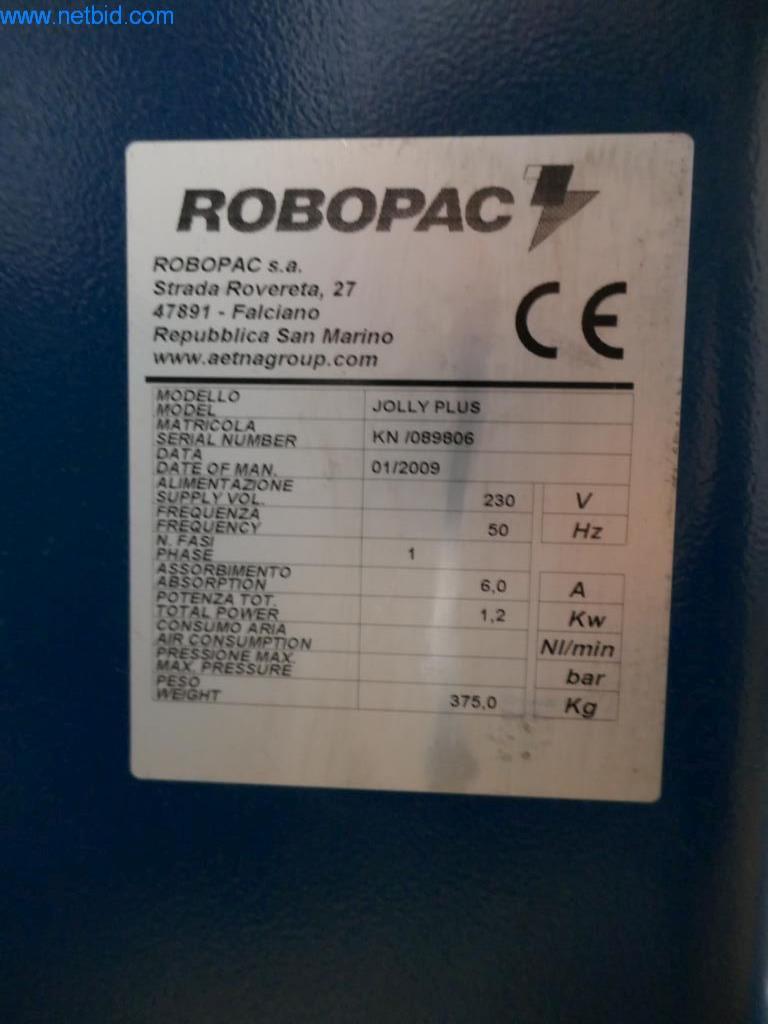 www.netbid.com
ROBOPAC
ROBOPAC s.a.
Strada Rovereta, 27
47891 - Falciano
Repubblica San Marino
www.aetnagroup.com
CE
MODELLO
MODEL JOLLY PLUS
MATRICOLA
SERIAL NUMBER KN /089806
DATA
DATE OF MAN. 01/2009
ALIMENTAZIONE
SUPPLY VOL. 230 V
FREQUENZA
FREQUENCY 50 Hz
N. FASI
PHASE 1
ASSORBIMENTO
ABSORPTION 6,0 A
POTENZA TOT.
TOTAL POWER 1,2 Kw
CONSUMO ARIA
AIR CONSUMPTION Nl/min
PRESSIONE MAX.
MAX. PRESSURE bar
PESO
WEIGHT 375,0 Kg